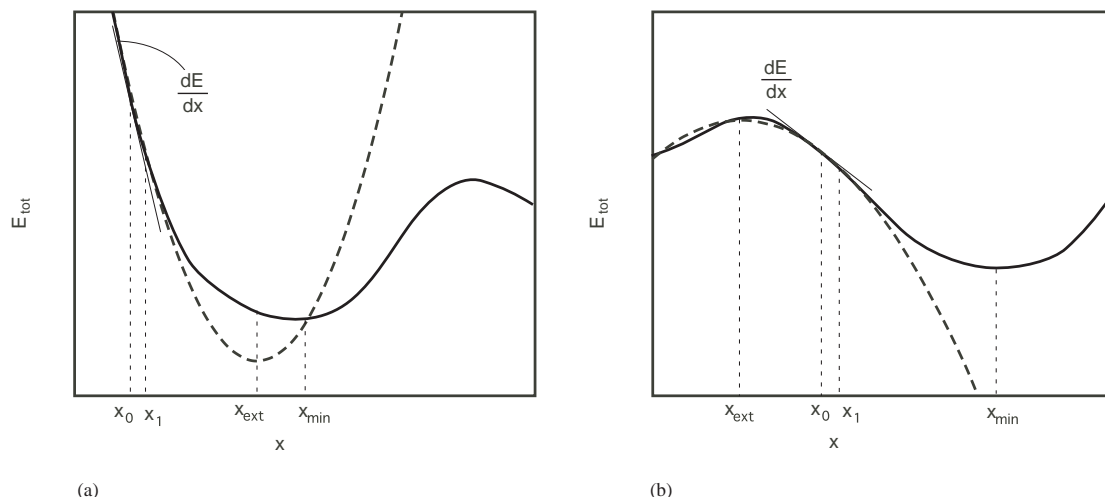 dE
dx
E_tot
x_0 x_1 x_ext x_min
x
(a)
dE
dx
E_tot
x_ext x_0 x_1 x_min
x
(b)